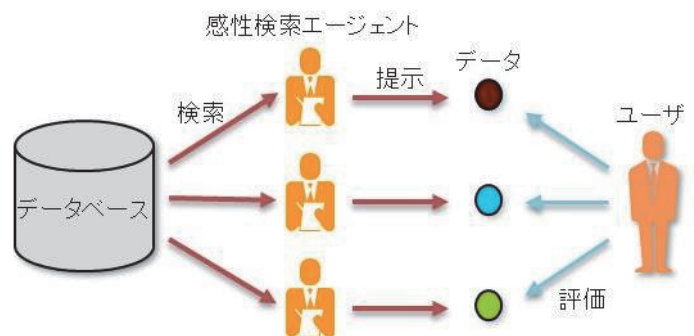 感性検索エージェント
提示
データ
検索
ユーザ
データベース
評価